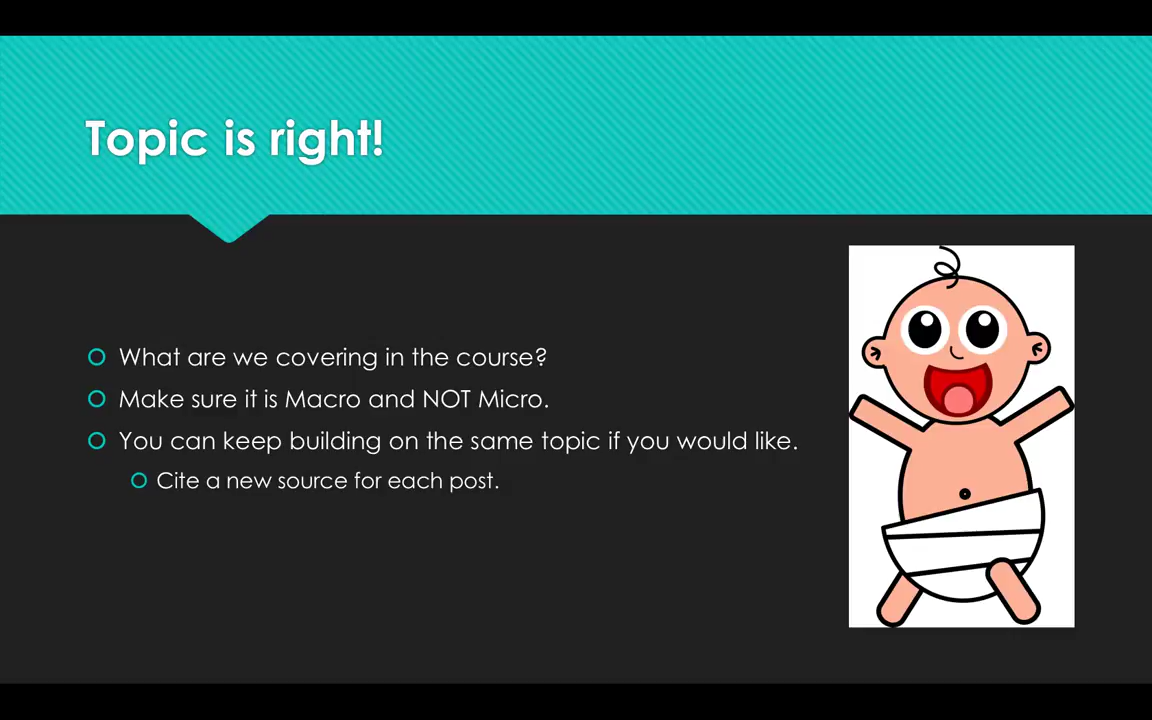 Topic is right!
What are we covering in the course?
Make sure it is Macro and NOT Micro.
You can keep building on the same topic if you would like.
Cite a new source for each post.